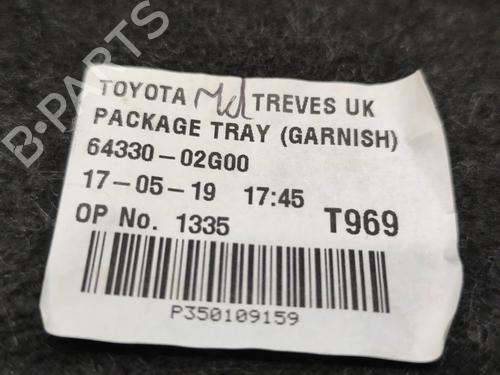 B-PARTS
TOYOTA TREVES UK
PACKAGE TRAY (GARNISH)
64330-02G00
17-05-19 17:45
OP No. 1335 T969
P350109159